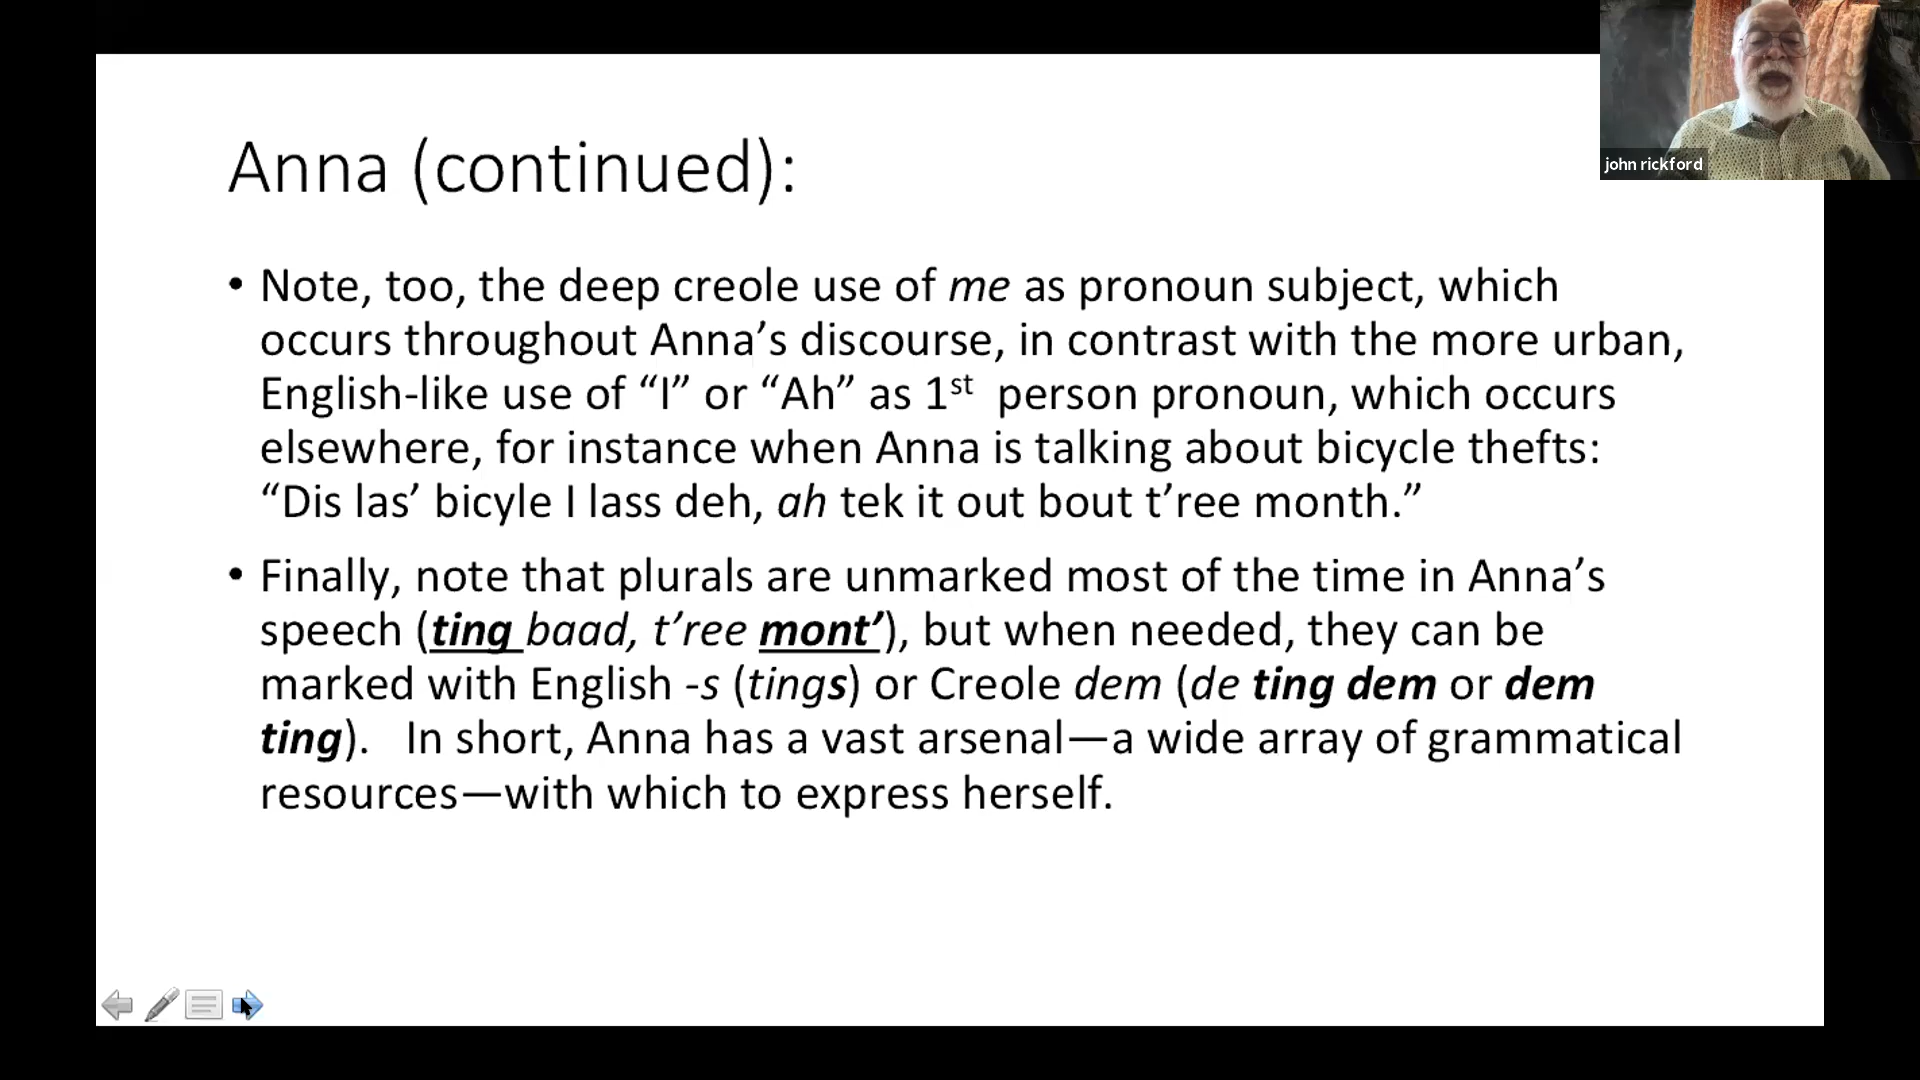 john rickford
Anna (continued):
• Note, too, the deep creole use of me as pronoun subject, which
occurs throughout Anna’s discourse, in contrast with the more urban,
English-like use of “I” or “Ah” as 1st person pronoun, which occurs
elsewhere, for instance when Anna is talking about bicycle thefts:
“Dis las’ bicyle I lass deh, ah tek it out bout t’ree month.”
• Finally, note that plurals are unmarked most of the time in Anna’s
speech (ting baad, t’ree mont’), but when needed, they can be
marked with English -s (tings) or Creole dem (de ting dem or dem
ting). In short, Anna has a vast arsenal—a wide array of grammatical
resources—with which to express herself.